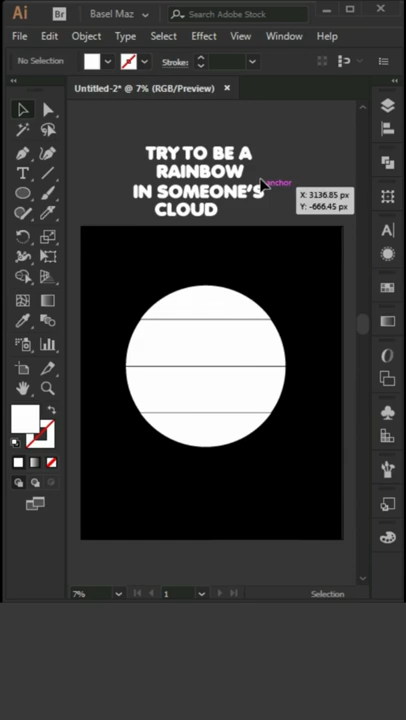 Ai Br Basel Maz Search Adobe Stock
File Edit Object Type Select Effect View Window Help
No Selection Stroke:
Untitled-2* @ 7% (RGB/Preview) ×
TRY TO BE A
RAINBOW
IN SOMEONE'S
CLOUD
anchor
X: 3136.85 px
Y: -666.45 px
7% 1 Selection